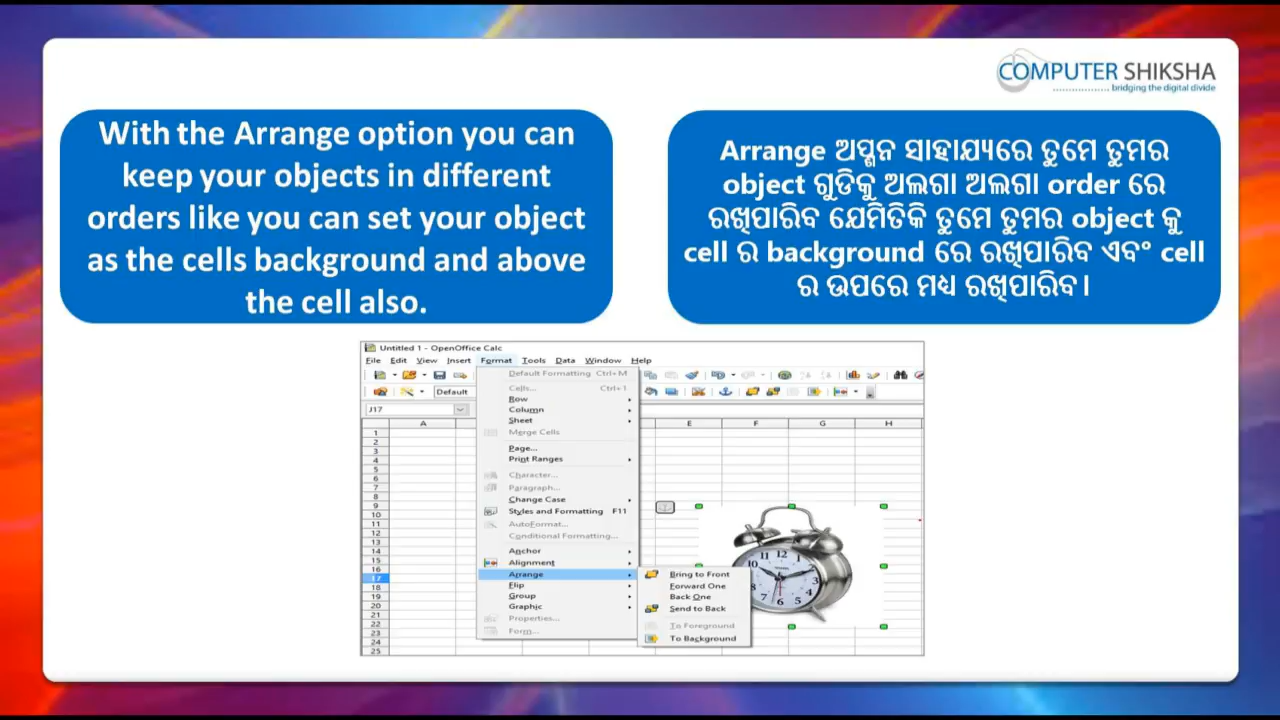 COMPUTER SHIKSHA
bridging the digital divide
With the Arrange option you can
keep your objects in different
orders like you can set your object
as the cells background and above
the cell also.
Arrange ଅପ୍ସନ ସାହାଯ୍ୟରେ ତୁମେ ତୁମର
object ଗୁଡିକୁ ଅଲଗା ଅଲଗା order ରେ
ରଖିପାରିବ ଯେମିତିକି ତୁମେ ତୁମର object କୁ
cell ର background ରେ ରଖିପାରିବ ଏବଂ cell
ର ଉପରେ ମଧ୍ୟ ରଖିପାରିବ।
Untitled 1 - OpenOffice Calc
File Edit View Insert Format Tools Data Window Help
Default
J17
A E F G H
Default Formatting Ctrl+M
Cells... Ctrl+1
Row
Column
Sheet
Merge Cells
Page...
Print Ranges
Character...
Paragraph...
Change Case
Styles and Formatting F11
AutoFormat...
Conditional Formatting...
Anchor
Alignment
Arrange
Flip
Group
Graphic
Properties...
Form...
Bring to Front
Forward One
Back One
Send to Back
To Foreground
To Background
1
2
3
4
5
6
7
8
9
10
11
12
13
14
15
16
17
18
19
20
21
22
23
24
25